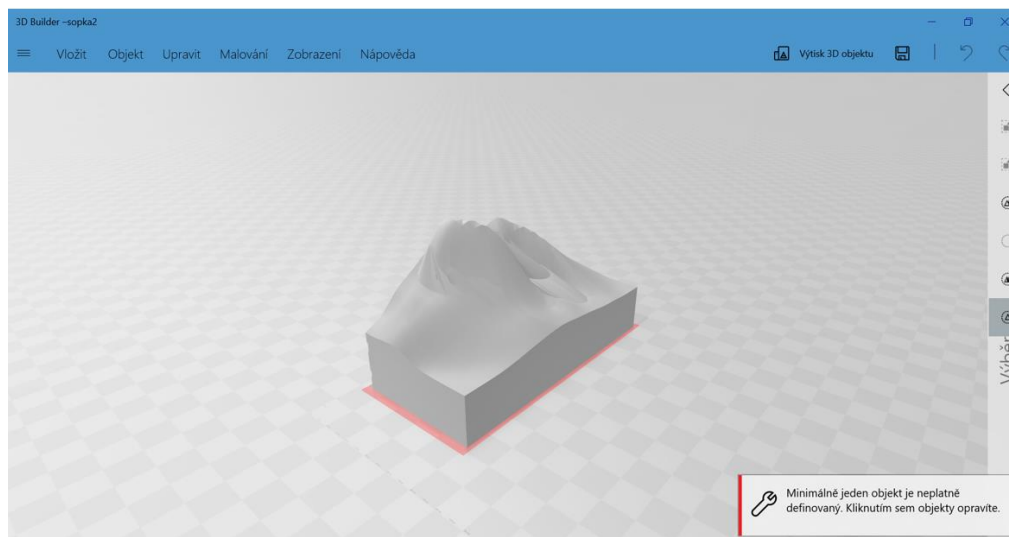 3D Builder –sopka2
Vložit Objekt Upravit Malování Zobrazení Nápověda
Výtisk 3D objektu
Výběr
Minimálně jeden objekt je neplatně
definovaný. Kliknutím sem objekty opravíte.